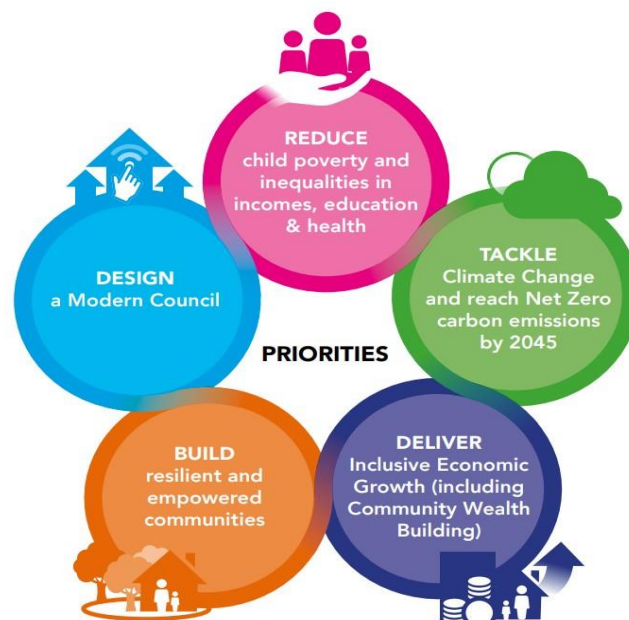 REDUCE
child poverty and
inequalities in
incomes, education
& health
TACKLE
Climate Change
and reach Net Zero
carbon emissions
by 2045
DESIGN
a Modern Council
PRIORITIES
DELIVER
Inclusive Economic
Growth (including
Community Wealth
Building)
BUILD
resilient and
empowered
communities